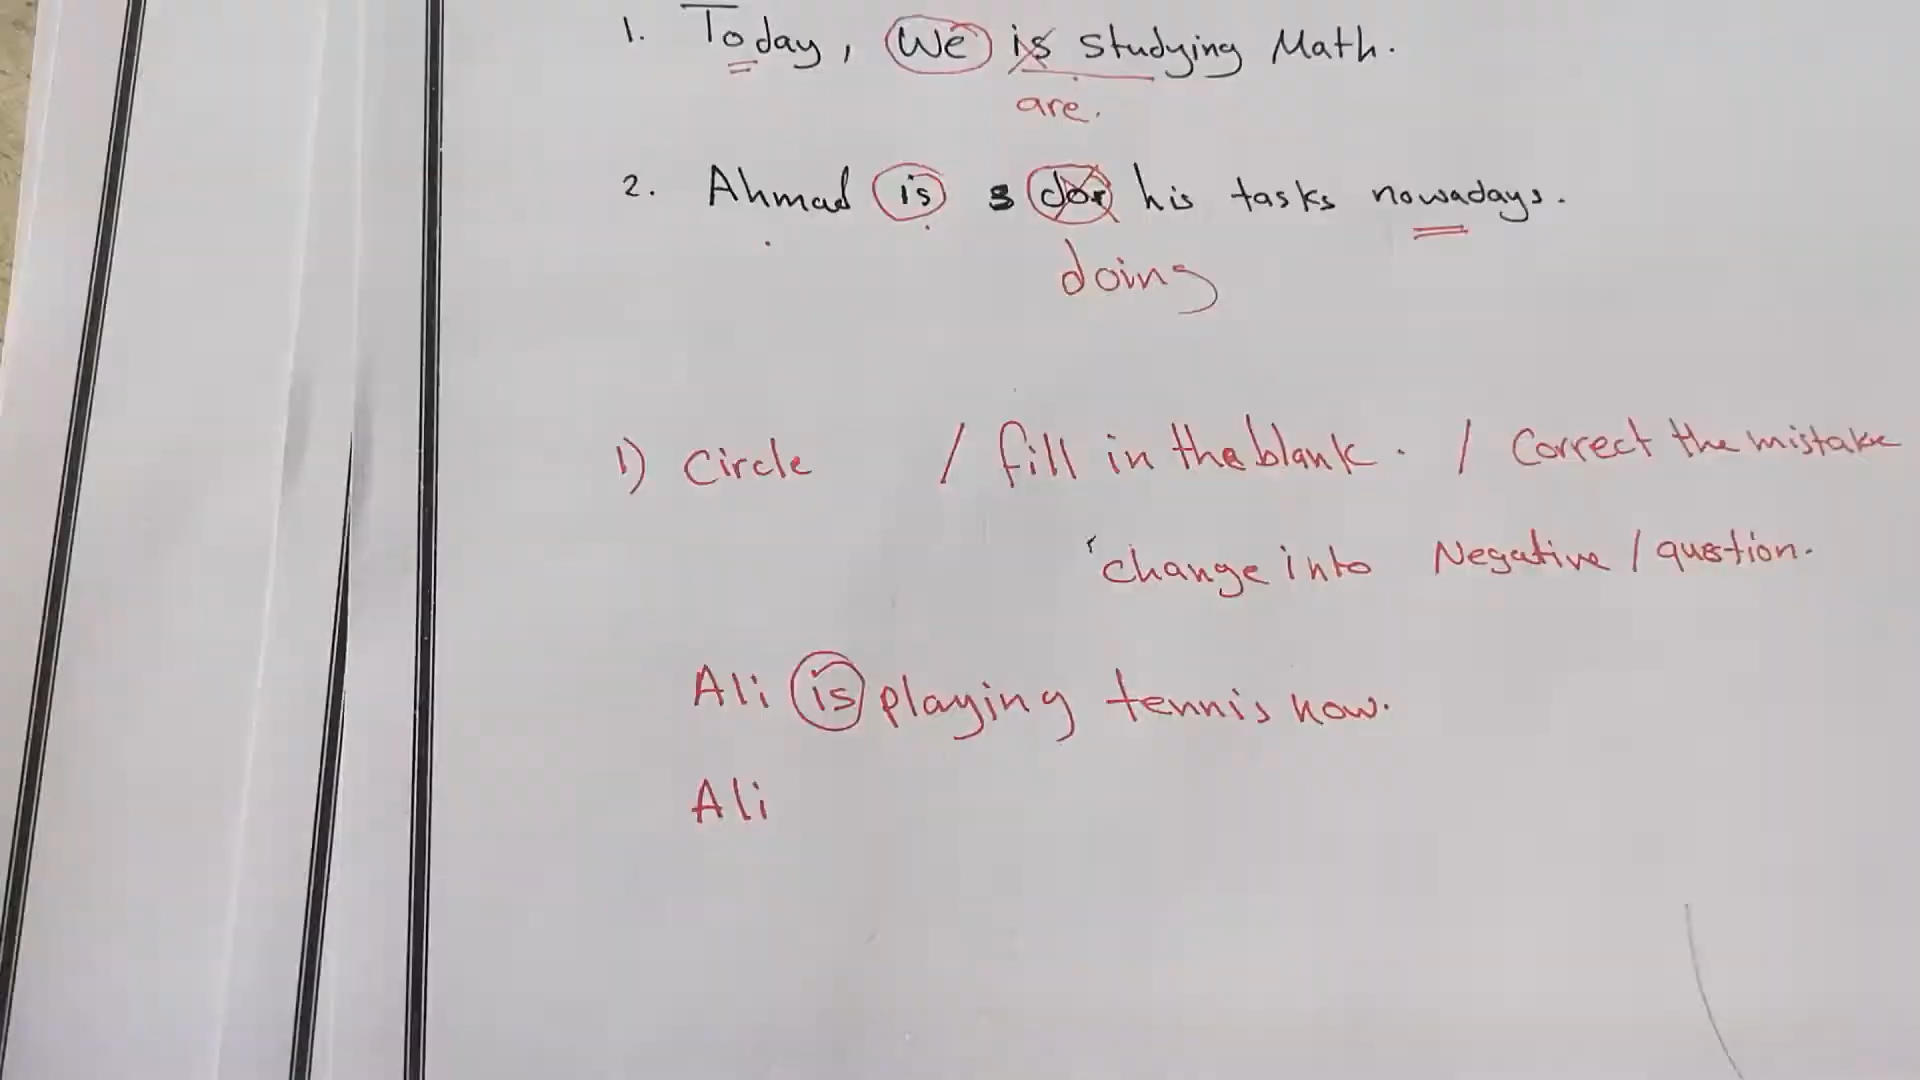 1. Today, We is studying Math.
are.
2. Ahmad is his tasks nowadays.
doing
1) Circle / fill in the blank. / Correct the mistake
change into Negative / question.
Ali is playing tennis now.
Ali